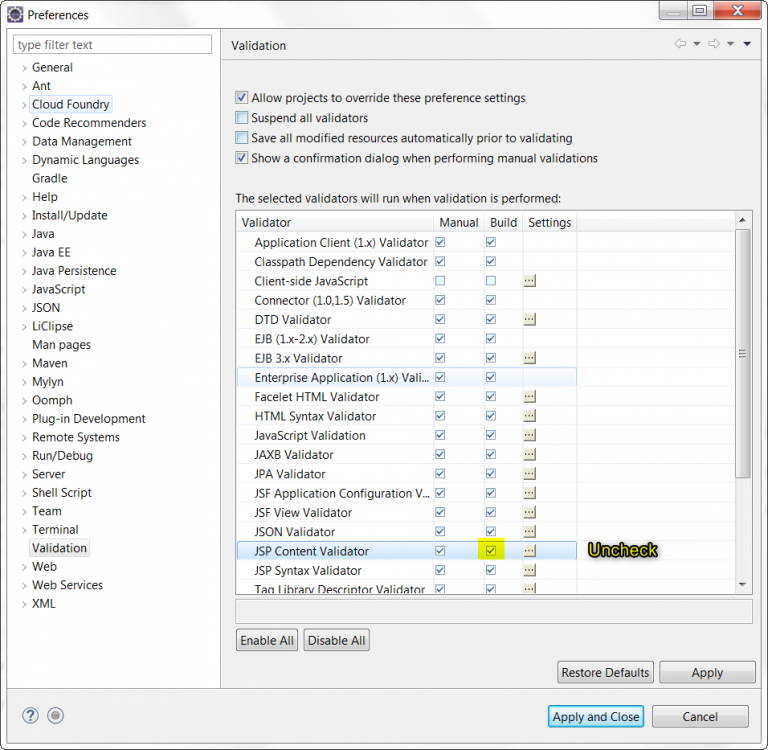 Preferences
type filter text
General
Ant
Cloud Foundry
Code Recommenders
Data Management
Dynamic Languages
Gradle
Help
Install/Update
Java
Java EE
Java Persistence
JavaScript
JSON
LiClipse
Man pages
Maven
Mylyn
Oomph
Plug-in Development
Remote Systems
Run/Debug
Server
Shell Script
Team
Terminal
Validation
Web
Web Services
XML
Validation
Allow projects to override these preference settings
Suspend all validators
Save all modified resources automatically prior to validating
Show a confirmation dialog when performing manual validations
The selected validators will run when validation is performed:
Validator Manual Build Settings
Application Client (1.x) Validator
Classpath Dependency Validator
Client-side JavaScript ...
Connector (1.0,1.5) Validator
DTD Validator ...
EJB (1.x-2.x) Validator
EJB 3.x Validator ...
Enterprise Application (1.x) Vali...
Facelet HTML Validator ...
HTML Syntax Validator ...
JavaScript Validation ...
JAXB Validator ...
JPA Validator ...
JSF Application Configuration V... ...
JSF View Validator ...
JSON Validator ...
JSP Content Validator ... Uncheck
JSP Syntax Validator ...
Tag Library Descriptor Validator ...
Enable All Disable All
Restore Defaults Apply
? Apply and Close Cancel